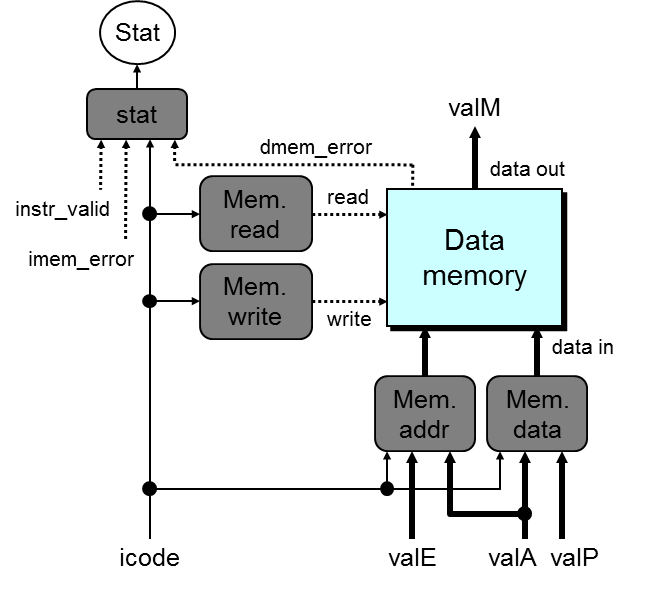 Stat
stat
valM
dmem_error
data out
instr_valid
Mem.
read
read
Data
memory
imem_error
Mem.
write
write
data in
Mem.
addr
Mem.
data
icode
valE
valA
valP